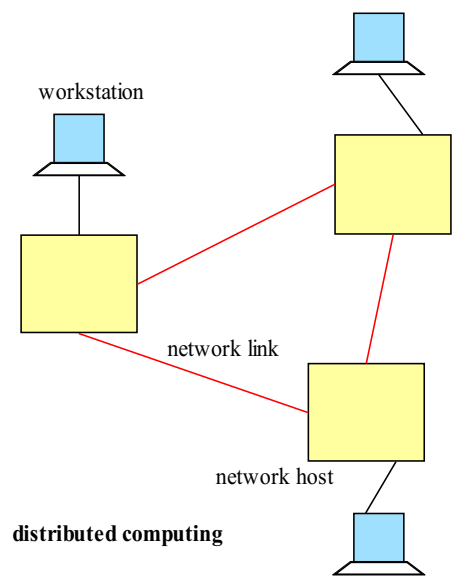 workstation
network link
network host
distributed computing